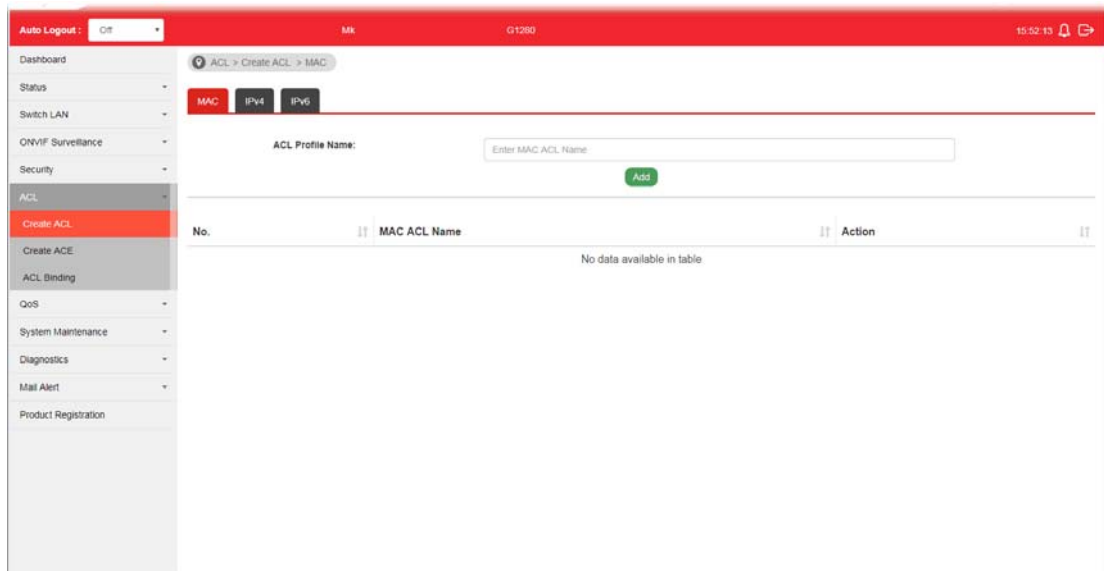 Auto Logout : Off Mk G1260 15:52:13
Dashboard
ACL > Create ACL > MAC
Status
MAC IPv4 IPv6
Switch LAN
ONVIF Surveillance
ACL Profile Name: Enter MAC ACL Name
Security
Add
ACL
Create ACL
No. MAC ACL Name Action
Create ACE
No data available in table
ACL Binding
QoS
System Maintenance
Diagnostics
Mail Alert
Product Registration